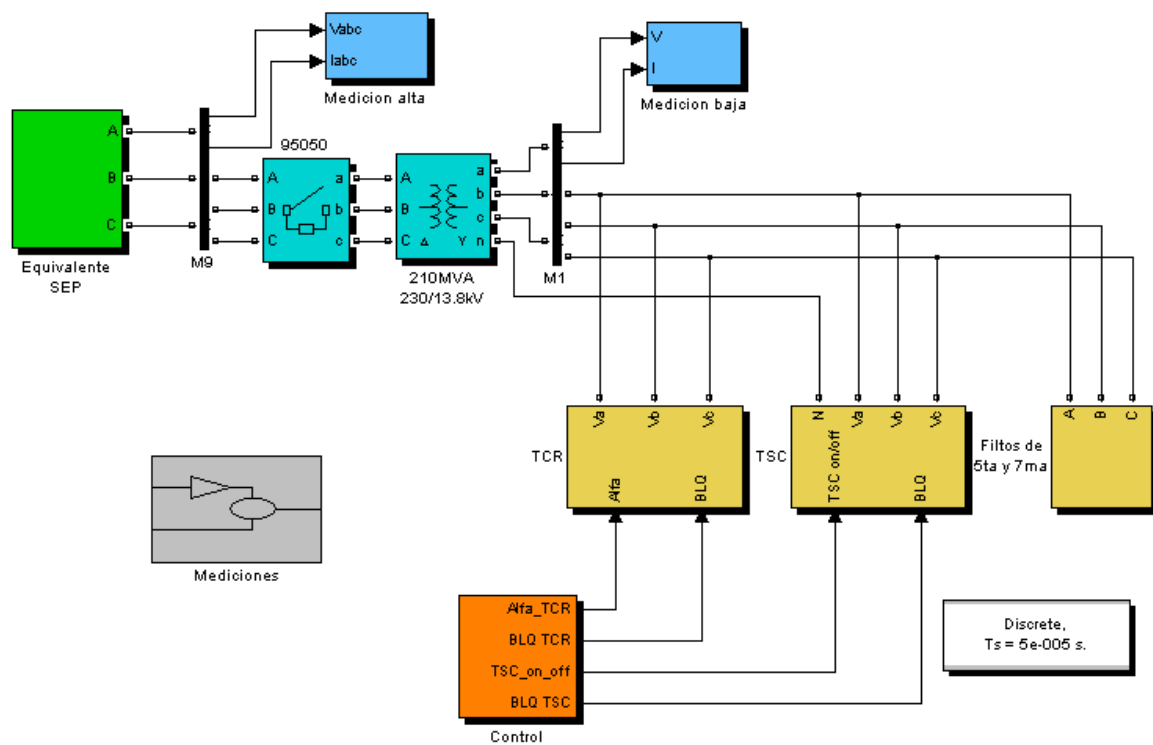 Vabc
Iabc
Medicion alta
V
I
Medicion baja
A
B
C
Equivalente
SEP
M9
95050
A
B
C
a
b
c
A
B
C
Δ
Y
a
b
c
n
210MVA
230/13.8kV
M1
TCR
Va
Vb
Vc
Alfa
BLQ
TSC
N
Va
Vb
Vc
TSC on/off
BLQ
Filtos de
5ta y 7ma
A
B
C
Mediciones
Alfa_TCR
BLQ TCR
TSC_on_off
BLQ TSC
Control
Discrete,
Ts = 5e-005 s.